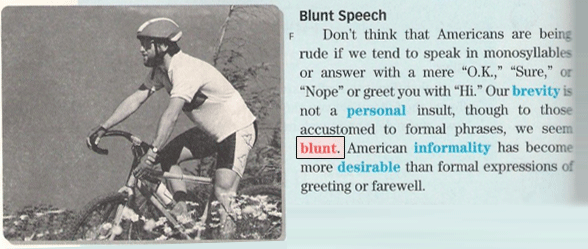 Blunt Speech
F
Don't think that Americans are being
rude if we tend to speak in monosyllables
or answer with a mere “O.K.,” “Sure,” or
“Nope” or greet you with “Hi.” Our brevity is
not a personal insult, though to those
accustomed to formal phrases, we seem
blunt. American informality has become
more desirable than formal expressions of
greeting or farewell.